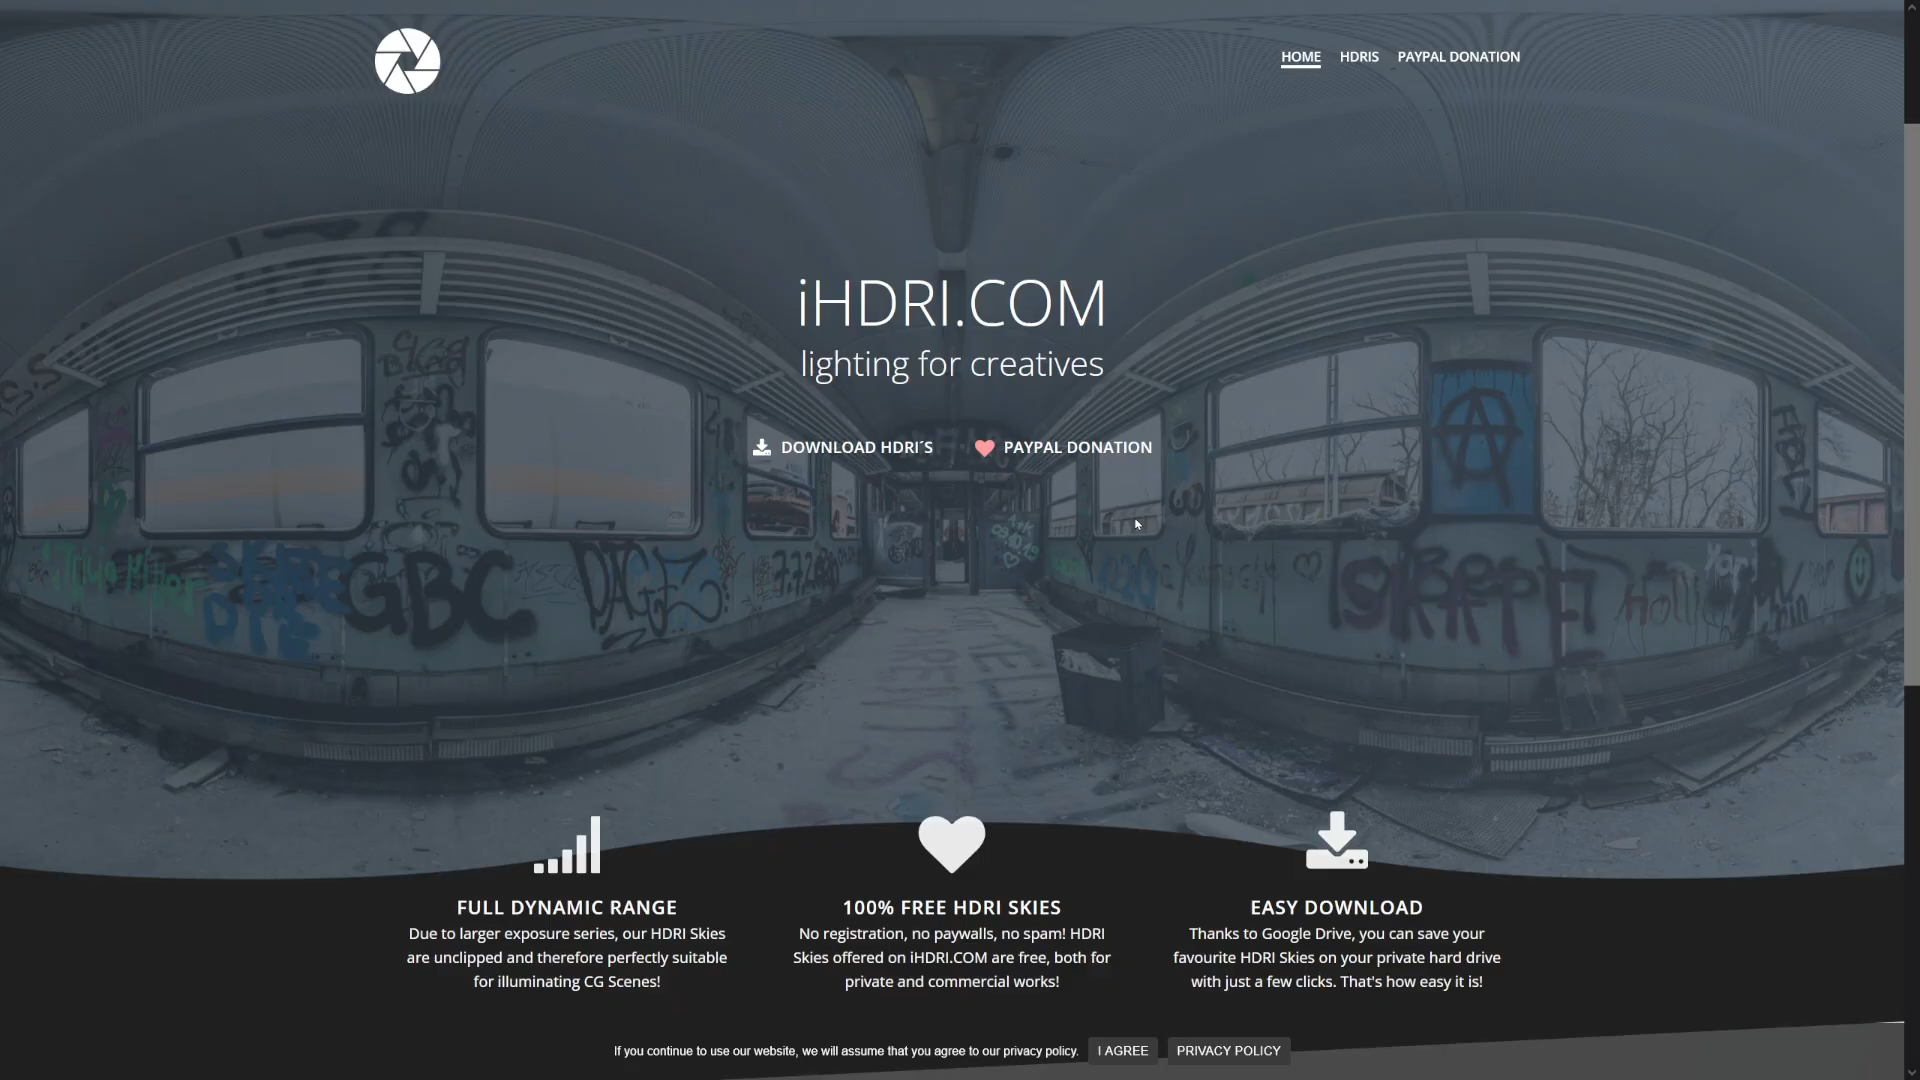 HOME HDRIS PAYPAL DONATION
iHDRI.COM
lighting for creatives
DOWNLOAD HDRI´S PAYPAL DONATION
GBC
FULL DYNAMIC RANGE
Due to larger exposure series, our HDRI Skies
are unclipped and therefore perfectly suitable
for illuminating CG Scenes!
100% FREE HDRI SKIES
No registration, no paywalls, no spam! HDRI
Skies offered on iHDRI.COM are free, both for
private and commercial works!
EASY DOWNLOAD
Thanks to Google Drive, you can save your
favourite HDRI Skies on your private hard drive
with just a few clicks. That's how easy it is!
If you continue to use our website, we will assume that you agree to our privacy policy. I AGREE PRIVACY POLICY